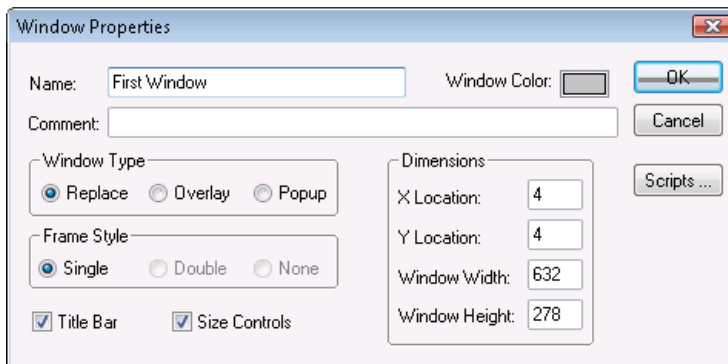 Window Properties
Name: First Window Window Color: OK
Comment: Cancel
Window Type Dimensions Scripts ...
Replace Overlay Popup X Location: 4
Frame Style Y Location: 4
Single Double None Window Width: 632
Title Bar Size Controls Window Height: 278